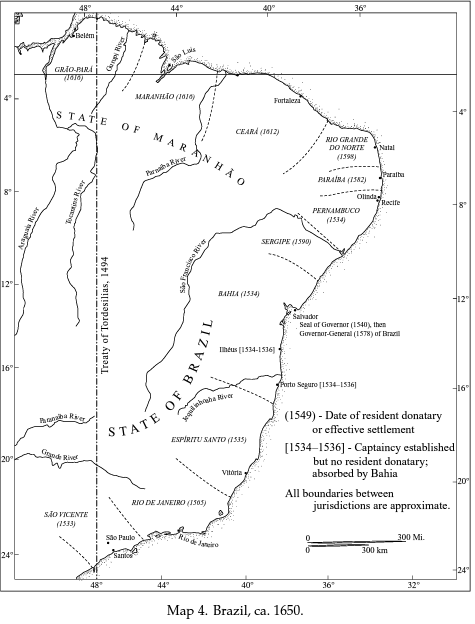 48°
44°
40°
36°
Belém
Gurupi River
São Luis
GRÃO-PARÁ
(1616)
MARANHÃO (1616)
Fortaleza
4°
4°
STATE OF MARANHÃO
CEARÁ (1612)
RIO GRANDE
DO NORTE
(1598)
Natal
Parnaíba River
PARAÍBA (1582)
Paraíba
8°
8°
Olinda
Recife
PERNAMBUCO
(1534)
Araguaia River
Tocantins River
SERGIPE (1590)
São Francisco River
12°
12°
Treaty of Tordesilias, 1494
BAHIA (1534)
Salvador
Seal of Governor (1540), then
Governor-General (1578) of Brazil
STATE OF BRAZIL
Ilhéus [1534-1536]
16°
16°
Porto Seguro [1534–1536]
Jequitinhonha River
Paranaíba River
(1549) - Date of resident donatary
or effective settlement
ESPÍRITU SANTO (1535)
[1534–1536] - Captaincy established
but no resident donatary;
absorbed by Bahia
20°
Grande River
Vitória
20°
All boundaries between
jurisdictions are approximate.
RIO DE JANEIRO (1565)
SÃO VICENTE
(1533)
São Paulo
Rio de Janeiro
Santos
0 300 Mi.
0 300 km
24°
24°
48°
44°
40°
36°
32°
Map 4. Brazil, ca. 1650.